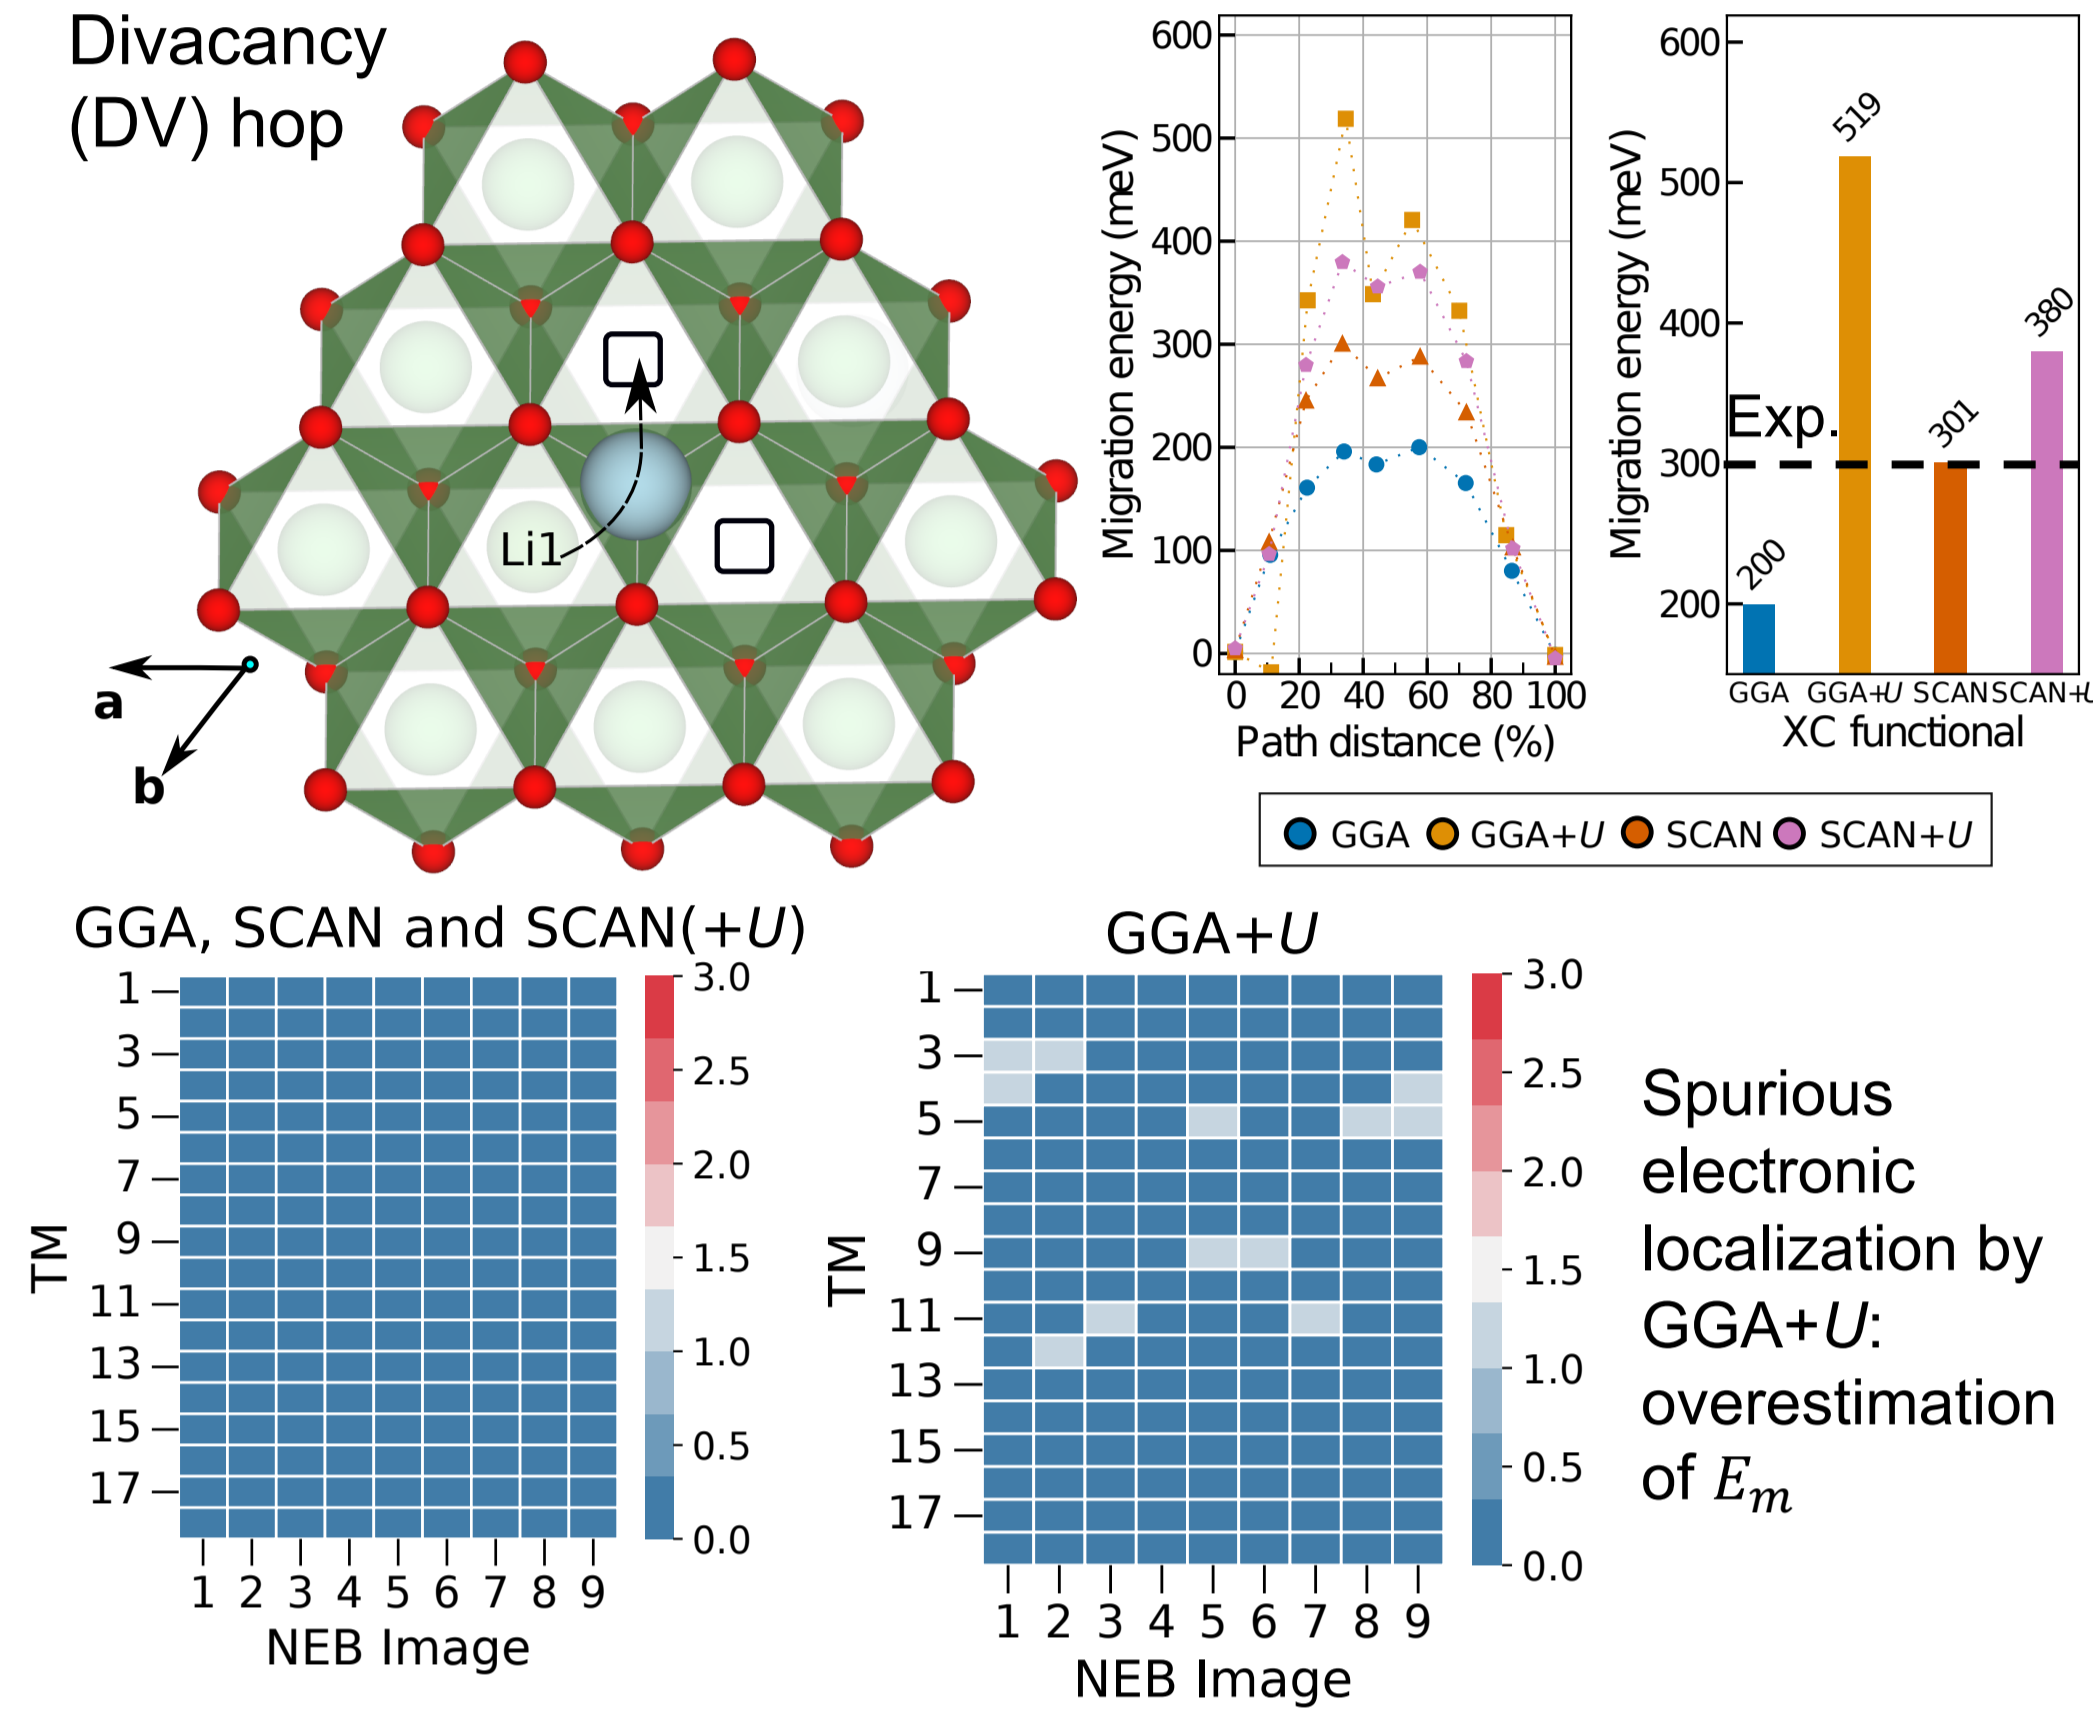 Divacancy
(DV) hop
Li1
a
b
Migration energy (meV)
600
500
400
300
200
100
0
0 20 40 60 80 100
Path distance (%)
Migration energy (meV)
600
500
400
300
200
Exp.
200
519
301
380
GGA GGA+U SCAN SCAN+U
XC functional
GGA GGA+U SCAN SCAN+U
GGA, SCAN and SCAN(+U)
TM
1
3
5
7
9
11
13
15
17
1 2 3 4 5 6 7 8 9
NEB Image
3.0
2.5
2.0
1.5
1.0
0.5
0.0
GGA+U
TM
1
3
5
7
9
11
13
15
17
1 2 3 4 5 6 7 8 9
NEB Image
3.0
2.5
2.0
1.5
1.0
0.5
0.0
Spurious
electronic
localization by
GGA+U:
overestimation
of Eₘ